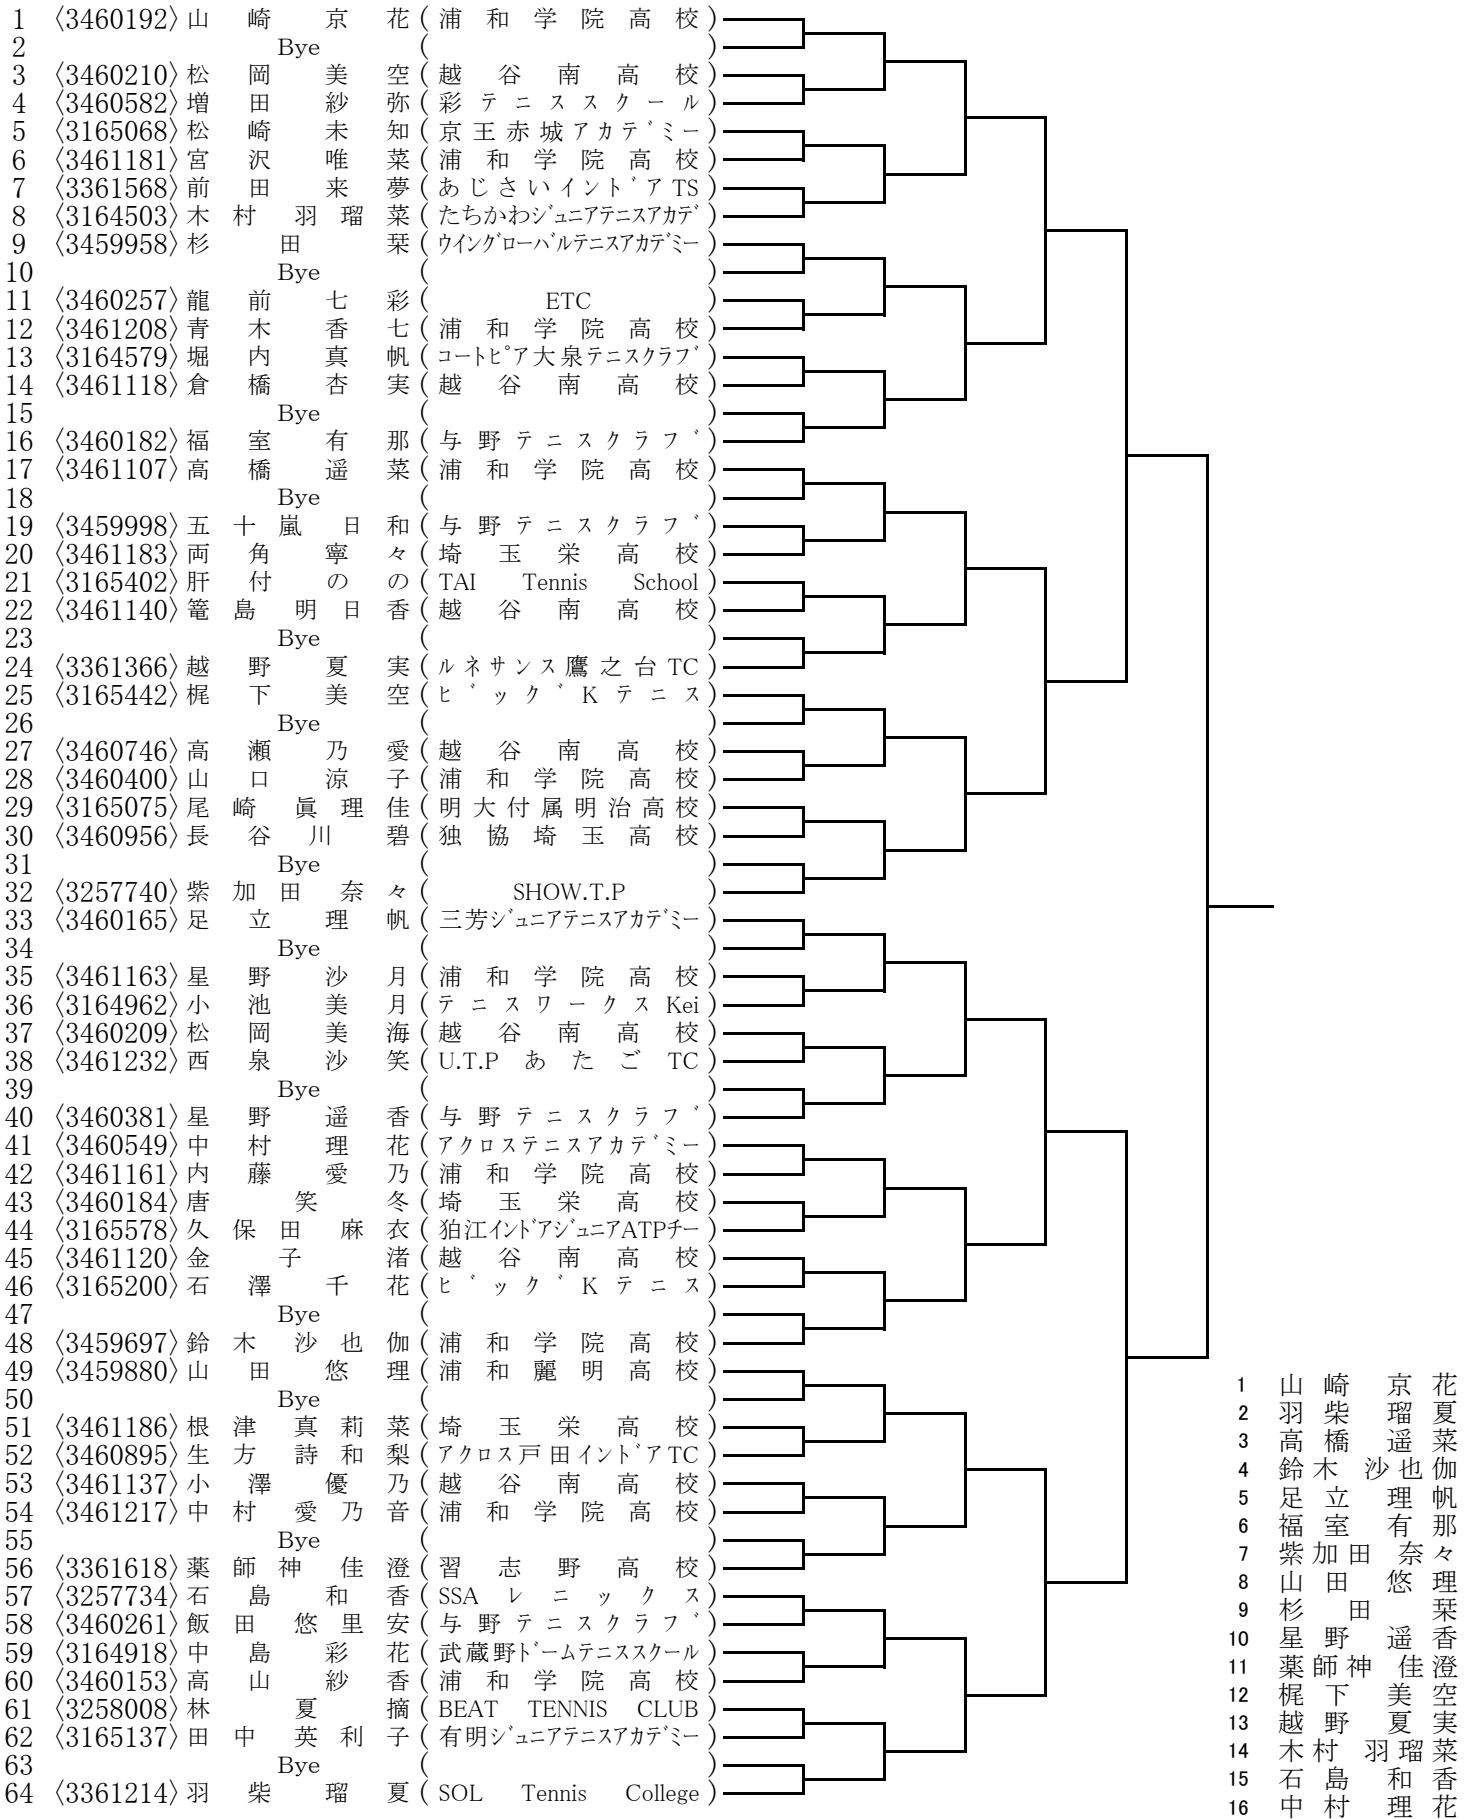 1 〈3460192〉 山崎 京花 ( 浦和学院高校 )
2 Bye ( )
3 〈3460210〉 松岡 美空 ( 越谷南高校 )
4 〈3460582〉 増田 紗弥 ( 彩テニススクール )
5 〈3165068〉 松崎 未知 ( 京王赤城アカデミー )
6 〈3461181〉 宮沢 唯菜 ( 浦和学院高校 )
7 〈3361568〉 前田 来夢 ( あじさいインドアTS )
8 〈3164503〉 木村 羽瑠菜 ( たちかわジュニアテニスアカデ )
9 〈3459958〉 杉田 栞 ( ウイングローバルテニスアカデミー )
10 Bye ( )
11 〈3460257〉 龍前 七彩 ( ETC )
12 〈3461208〉 青木 香七 ( 浦和学院高校 )
13 〈3164579〉 堀内 真帆 ( コートピア大泉テニスクラブ )
14 〈3461118〉 倉橋 杏実 ( 越谷南高校 )
15 Bye ( )
16 〈3460182〉 福室 有那 ( 与野テニスクラブ )
17 〈3461107〉 高橋 遥菜 ( 浦和学院高校 )
18 Bye ( )
19 〈3459998〉 五十嵐 日和 ( 与野テニスクラブ )
20 〈3461183〉 両角 寧々 ( 埼玉栄高校 )
21 〈3165402〉 肝付 のの ( TAI Tennis School )
22 〈3461140〉 篭島 明日香 ( 越谷南高校 )
23 Bye ( )
24 〈3361366〉 越野 夏実 ( ルネサンス鷹之台TC )
25 〈3165442〉 梶下 美空 ( ビッグKテニス )
26 Bye ( )
27 〈3460746〉 高瀬 乃愛 ( 越谷南高校 )
28 〈3460400〉 山口 涼子 ( 浦和学院高校 )
29 〈3165075〉 尾崎 眞理佳 ( 明大付属明治高校 )
30 〈3460956〉 長谷川 碧 ( 独協埼玉高校 )
31 Bye ( )
32 〈3257740〉 紫加田 奈々 ( SHOW.T.P )
33 〈3460165〉 足立 理帆 ( 三芳ジュニアテニスアカデミー )
34 Bye ( )
35 〈3461163〉 星野 沙月 ( 浦和学院高校 )
36 〈3164962〉 小池 美月 ( テニスワークスKei )
37 〈3460209〉 松岡 美海 ( 越谷南高校 )
38 〈3461232〉 西泉 沙笑 ( U.T.PあたごTC )
39 Bye ( )
40 〈3460381〉 星野 遥香 ( 与野テニスクラブ )
41 〈3460549〉 中村 理花 ( アクロステニスアカデミー )
42 〈3461161〉 内藤 愛乃 ( 浦和学院高校 )
43 〈3460184〉 唐 笑冬 ( 埼玉栄高校 )
44 〈3165578〉 久保田 麻衣 ( 狛江インドアジュニアATPチー )
45 〈3461120〉 金子 渚 ( 越谷南高校 )
46 〈3165200〉 石澤 千花 ( ビッグKテニス )
47 Bye ( )
48 〈3459697〉 鈴木 沙也伽 ( 浦和学院高校 )
49 〈3459880〉 山田 悠理 ( 浦和麗明高校 )
50 Bye ( )
51 〈3461186〉 根津 真莉菜 ( 埼玉栄高校 )
52 〈3460895〉 生方 詩和梨 ( アクロス戸田インドアTC )
53 〈3461137〉 小澤 優乃 ( 越谷南高校 )
54 〈3461217〉 中村 愛乃音 ( 浦和学院高校 )
55 Bye ( )
56 〈3361618〉 薬師神 佳澄 ( 習志野高校 )
57 〈3257734〉 石島 和香 ( SSAレニックス )
58 〈3460261〉 飯田 悠里安 ( 与野テニスクラブ )
59 〈3164918〉 中島 彩花 ( 武蔵野ドームテニススクール )
60 〈3460153〉 高山 紗香 ( 浦和学院高校 )
61 〈3258008〉 林 夏摘 ( BEAT TENNIS CLUB )
62 〈3165137〉 田中 英利子 ( 有明ジュニアテニスアカデミー )
63 Bye ( )
64 〈3361214〉 羽柴 瑠夏 ( SOL Tennis College )
1 山崎 京花
2 羽柴 瑠夏
3 高橋 遥菜
4 鈴木 沙也伽
5 足立 理帆
6 福室 有那
7 紫加田 奈々
8 山田 悠理
9 杉田 栞
10 星野 遥香
11 薬師神 佳澄
12 梶下 美空
13 越野 夏実
14 木村 羽瑠菜
15 石島 和香
16 中村 理花